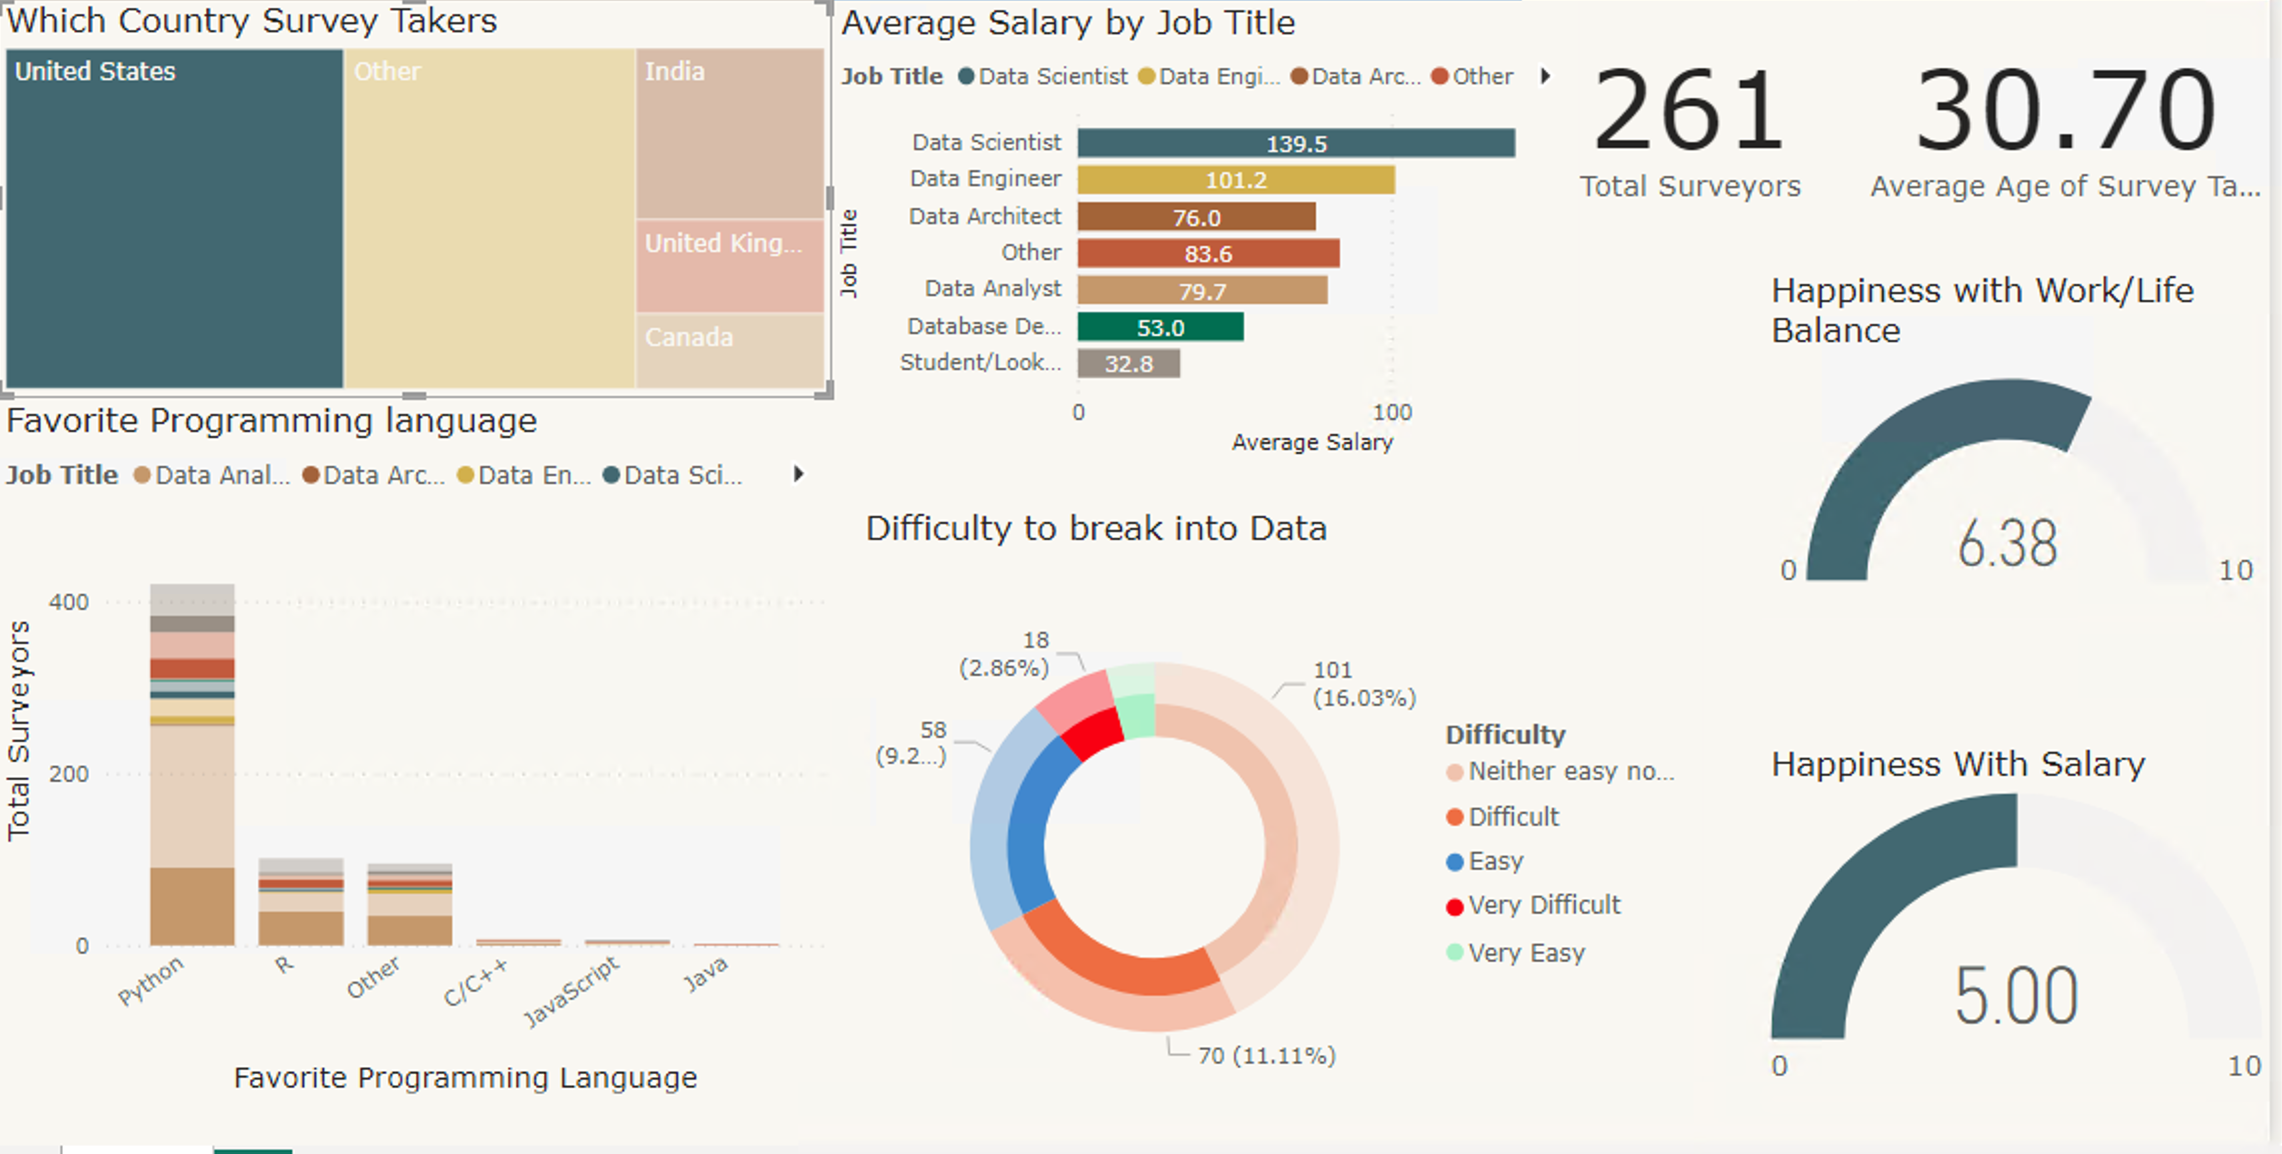 Which Country Survey Takers
United States
Other
India
United King...
Canada
Average Salary by Job Title
Job Title Data Scientist Data Engi... Data Arc... Other
Job Title
Data Scientist 139.5
Data Engineer 101.2
Data Architect 76.0
Other 83.6
Data Analyst 79.7
Database De... 53.0
Student/Look... 32.8
0 100
Average Salary
261
Total Surveyors
30.70
Average Age of Survey Ta...
Happiness with Work/Life
Balance
6.38
0 10
Favorite Programming language
Job Title Data Anal... Data Arc... Data En... Data Sci...
Total Surveyors
400
200
0
Python R Other C/C++ JavaScript Java
Favorite Programming Language
Difficulty to break into Data
18
(2.86%)
101
(16.03%)
58
(9.2...)
70 (11.11%)
Difficulty
Neither easy no...
Difficult
Easy
Very Difficult
Very Easy
Happiness With Salary
5.00
0 10